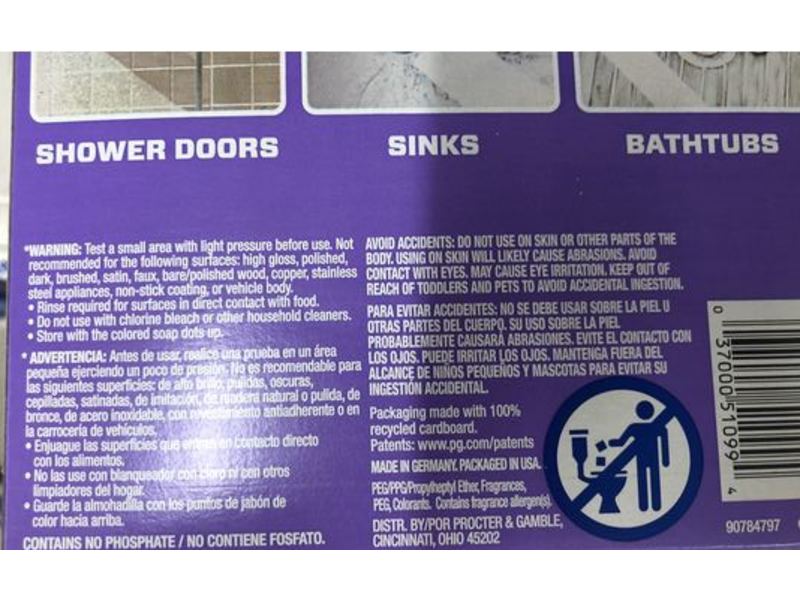 SHOWER DOORS
SINKS
BATHTUBS
*WARNING: Test a small area with light pressure before use. Not
recommended for the following surfaces: high gloss, polished,
dark, brushed, satin, faux, bare/polished wood, copper, stainless
steel appliances, non-stick coating, or vehicle body.
• Rinse required for surfaces in direct contact with food.
• Do not use with chlorine bleach or other household cleaners.
• Store with the colored soap dots up.
* ADVERTENCIA: Antes de usar, realice una prueba en un área
pequeña ejerciendo un poco de presión. No es recomendable para
las siguientes superficies: de alto brillo, pulidas, oscuras,
cepilladas, satinadas, de imitación, de madera natural o pulida, de
bronce, de acero inoxidable, con revestimiento antiadherente o en
la carrocería de vehículos.
• Enjuague las superficies que entran en contacto directo
con los alimentos.
• No las use con blanqueador con cloro ni con otros
limpiadores del hogar.
• Guarde la almohadilla con los puntos de jabón de
color hacia arriba.
CONTAINS NO PHOSPHATE / NO CONTIENE FOSFATO.
AVOID ACCIDENTS: DO NOT USE ON SKIN OR OTHER PARTS OF THE
BODY. USING ON SKIN WILL LIKELY CAUSE ABRASIONS. AVOID
CONTACT WITH EYES. MAY CAUSE EYE IRRITATION. KEEP OUT OF
REACH OF TODDLERS AND PETS TO AVOID ACCIDENTAL INGESTION.
PARA EVITAR ACCIDENTES: NO SE DEBE USAR SOBRE LA PIEL U
OTRAS PARTES DEL CUERPO. SU USO SOBRE LA PIEL
PROBABLEMENTE CAUSARÁ ABRASIONES. EVITE EL CONTACTO CON
LOS OJOS. PUEDE IRRITAR LOS OJOS. MANTENGA FUERA DEL
ALCANCE DE NIÑOS PEQUEÑOS Y MASCOTAS PARA EVITAR SU
INGESTIÓN ACCIDENTAL.
Packaging made with 100%
recycled cardboard.
Patents: www.pg.com/patents
MADE IN GERMANY. PACKAGED IN USA.
PEG/PPG/Propylheptyl Ether, Fragrances,
PEG, Colorants. Contains fragrance allergen(s).
DISTR. BY/POR PROCTER & GAMBLE,
CINCINNATI, OHIO 45202
0 37000 51099 4
90784797